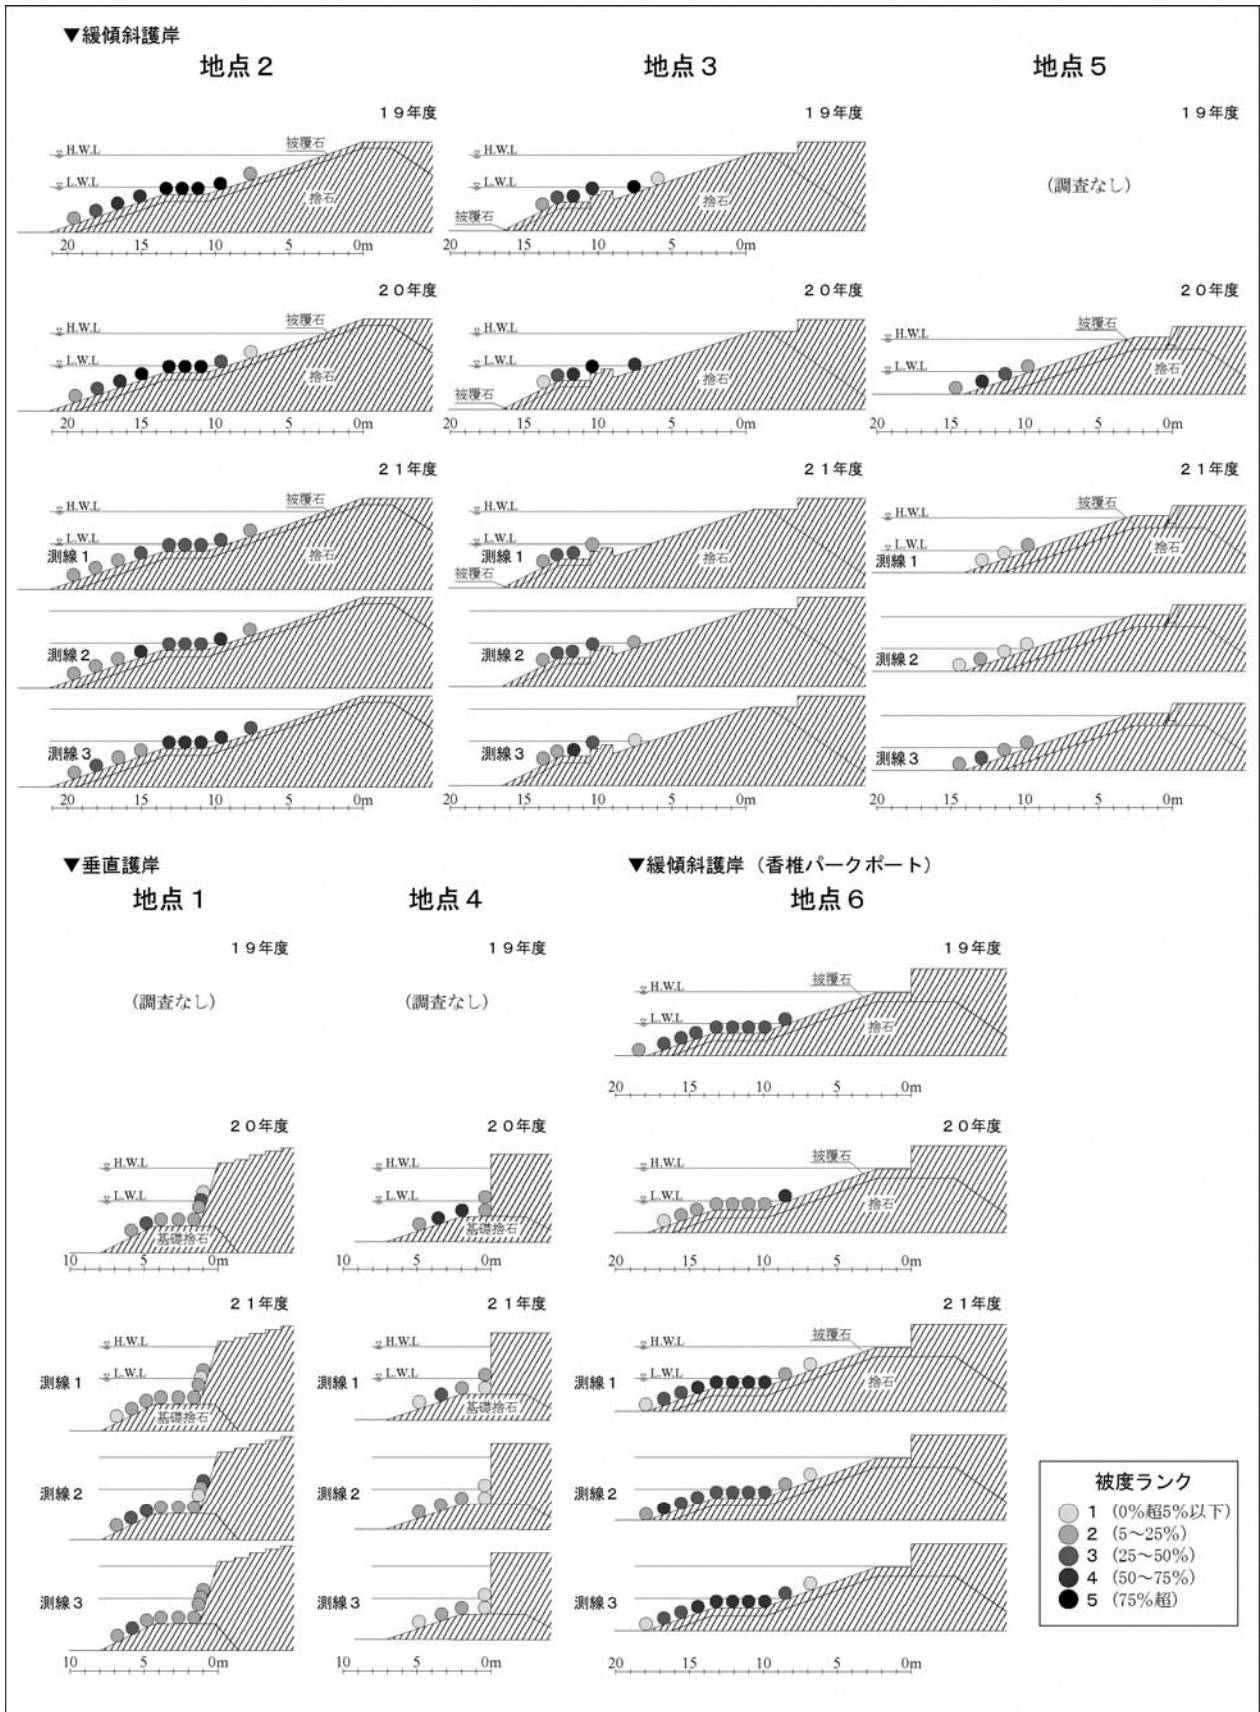 ▼緩傾斜護岸
地点2
地点3
地点5
19年度
19年度
19年度
H.W.L
L.W.L
被覆石
捨石
20 15 10 5 0m
H.W.L
L.W.L
被覆石
捨石
20 15 10 5 0m
(調査なし)
20年度
20年度
20年度
H.W.L
L.W.L
被覆石
捨石
20 15 10 5 0m
H.W.L
L.W.L
被覆石
捨石
20 15 10 5 0m
H.W.L
L.W.L
被覆石
捨石
20 15 10 5 0m
21年度
21年度
21年度
H.W.L
L.W.L
被覆石
捨石
測線1
測線2
測線3
20 15 10 5 0m
H.W.L
L.W.L
被覆石
捨石
測線1
測線2
測線3
20 15 10 5 0m
H.W.L
L.W.L
被覆石
捨石
測線1
測線2
測線3
20 15 10 5 0m
▼垂直護岸
地点1
地点4
▼緩傾斜護岸（香椎パークポート）
地点6
19年度
19年度
19年度
(調査なし)
(調査なし)
H.W.L
L.W.L
被覆石
捨石
20 15 10 5 0m
20年度
20年度
20年度
H.W.L
L.W.L
基礎捨石
10 5 0m
H.W.L
L.W.L
基礎捨石
10 5 0m
H.W.L
L.W.L
被覆石
捨石
20 15 10 5 0m
21年度
21年度
21年度
H.W.L
L.W.L
基礎捨石
測線1
測線2
測線3
10 5 0m
H.W.L
L.W.L
基礎捨石
測線1
測線2
測線3
10 5 0m
H.W.L
L.W.L
被覆石
捨石
測線1
測線2
測線3
20 15 10 5 0m
被度ランク
1 (0%超5%以下)
2 (5～25%)
3 (25～50%)
4 (50～75%)
5 (75%超)